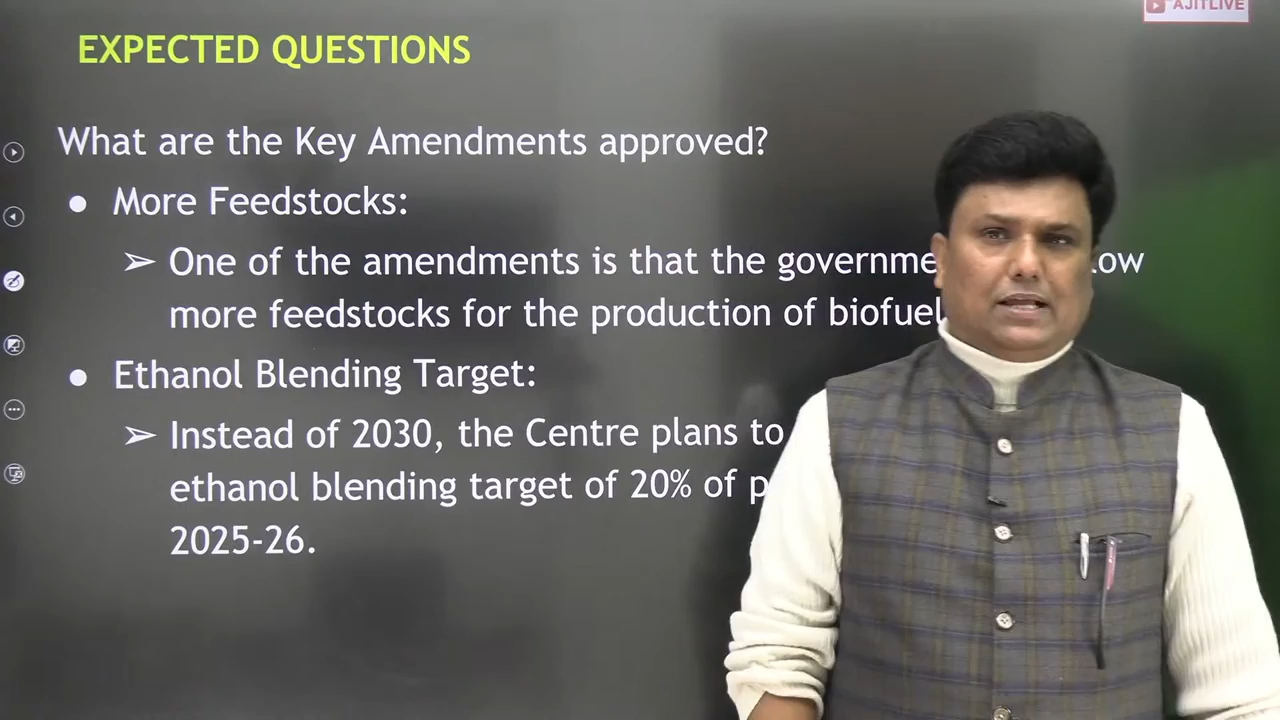 AJITLIVE
EXPECTED QUESTIONS
What are the Key Amendments approved?
● More Feedstocks:
➢ One of the amendments is that the
more feedstocks for the production of
● Ethanol Blending Target:
➢ Instead of 2030, the Centre plans to
ethanol blending target of 20% of
2025-26.